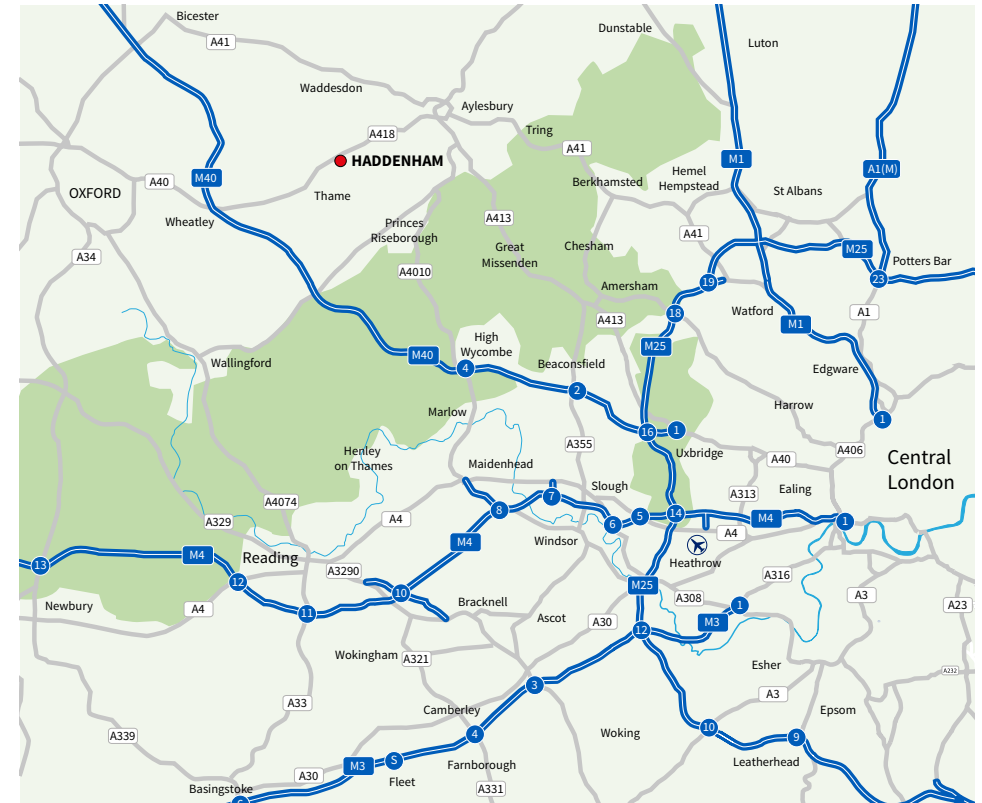 Bicester
A41
Dunstable
Luton
Waddesdon
Aylesbury
A418
Tring
A41
M1
HADDENHAM
A1(M)
OXFORD
A40
M40
Thame
Berkhamsted
Hemel
Hempstead
St Albans
Wheatley
Princes
Riseborough
A413
A41
A34
Great
Missenden
Chesham
M25
Potters Bar
A4010
Amersham
19
23
A413
18
Watford
M1
A1
High
Wycombe
M25
Wallingford
M40
4
Beaconsfield
Edgware
2
Marlow
Harrow
1
16
1
Henley
on Thames
A355
Uxbridge
A406
Central
London
Maidenhead
A40
Slough
A313
Ealing
A4074
8
7
A329
A4
6
5
14
M4
1
A4
M4
Reading
M4
Windsor
Heathrow
13
A3290
A316
12
10
M25
A308
A3
Newbury
A4
11
Bracknell
1
A23
Ascot
A30
M3
12
Wokingham
A321
Esher
A232
3
A3
A33
Camberley
Epsom
A339
4
Woking
10
9
M3
S
Farnborough
Leatherhead
A30
Fleet
Basingstoke
A331